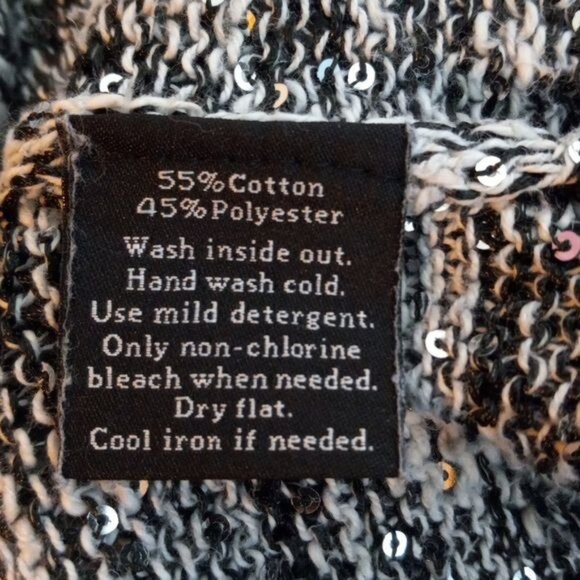 55%Cotton
45%Polyester
Wash inside out.
Hand wash cold.
Use mild detergent.
Only non-chlorine
bleach when needed.
Dry flat.
Cool iron if needed.